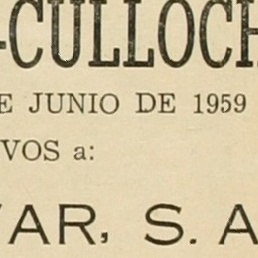 -CULLOCH
E JUNIO DE 1959
VOS a:
VAR, S. A